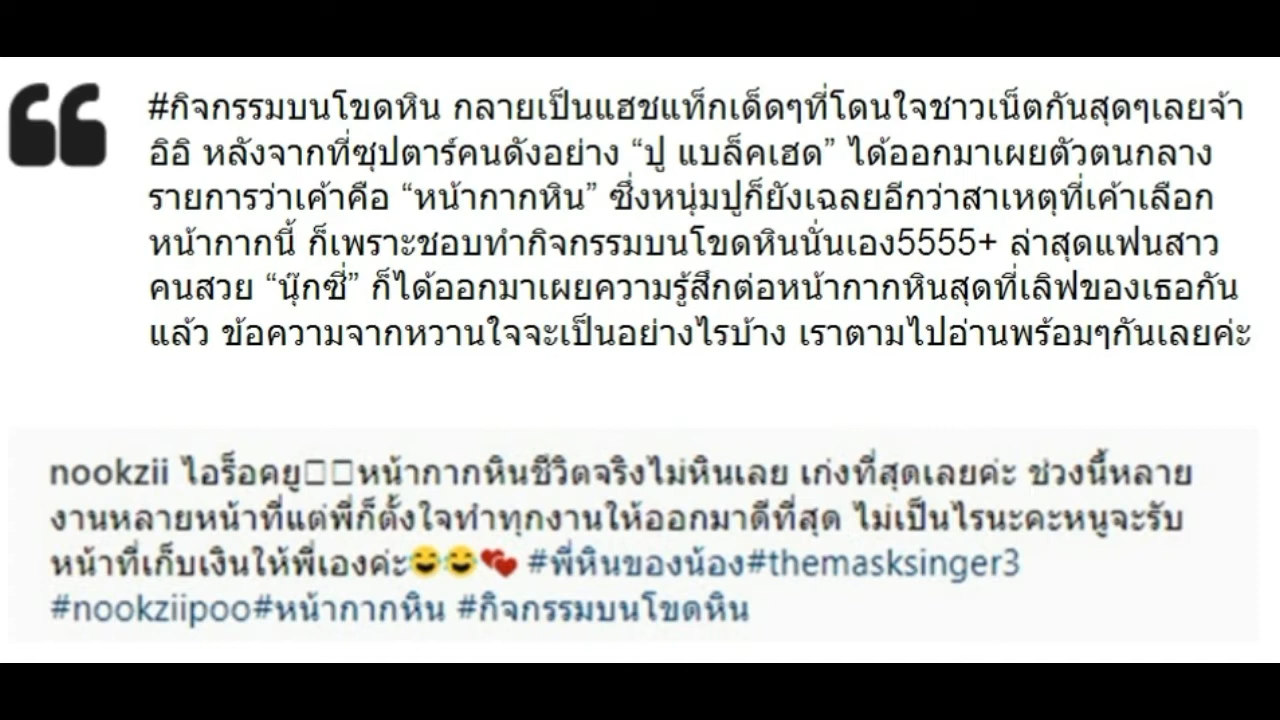 #กิจกรรมบนโขดหิน กลายเป็นแฮชแท็กเด็ดๆที่โดนใจชาวเน็ตกันสุดๆเลยจ้า
อิอิ หลังจากที่ซุปตาร์คนดังอย่าง “ปู แบล็คเฮด” ได้ออกมาเผยตัวตนกลาง
รายการว่าเค้าคือ “หน้ากากหิน” ซึ่งหนุ่มปูก็ยังเฉลยอีกว่าสาเหตุที่เค้าเลือก
หน้ากากนี้ ก็เพราะชอบทำกิจกรรมบนโขดหินนั่นเอง5555+ ล่าสุดแฟนสาว
คนสวย “นุ๊กซี่” ก็ได้ออกมาเผยความรู้สึกต่อหน้ากากหินสุดที่เลิฟของเธอกัน
แล้ว ข้อความจากหวานใจจะเป็นอย่างไรบ้าง เราตามไปอ่านพร้อมๆกันเลยค่ะ
nookzii ไอร็อคยู□□หน้ากากหินชีวิตจริงไม่หินเลย เก่งที่สุดเลยค่ะ ช่วงนี้หลาย
งานหลายหน้าที่แต่พี่ก็ตั้งใจทำทุกงานให้ออกมาดีที่สุด ไม่เป็นไรนะคะหนูจะรับ
หน้าที่เก็บเงินให้พี่เองค่ะ😂😂💕 #พี่หินของน้อง#themasksinger3
#nookziipoo#หน้ากากหิน #กิจกรรมบนโขดหิน